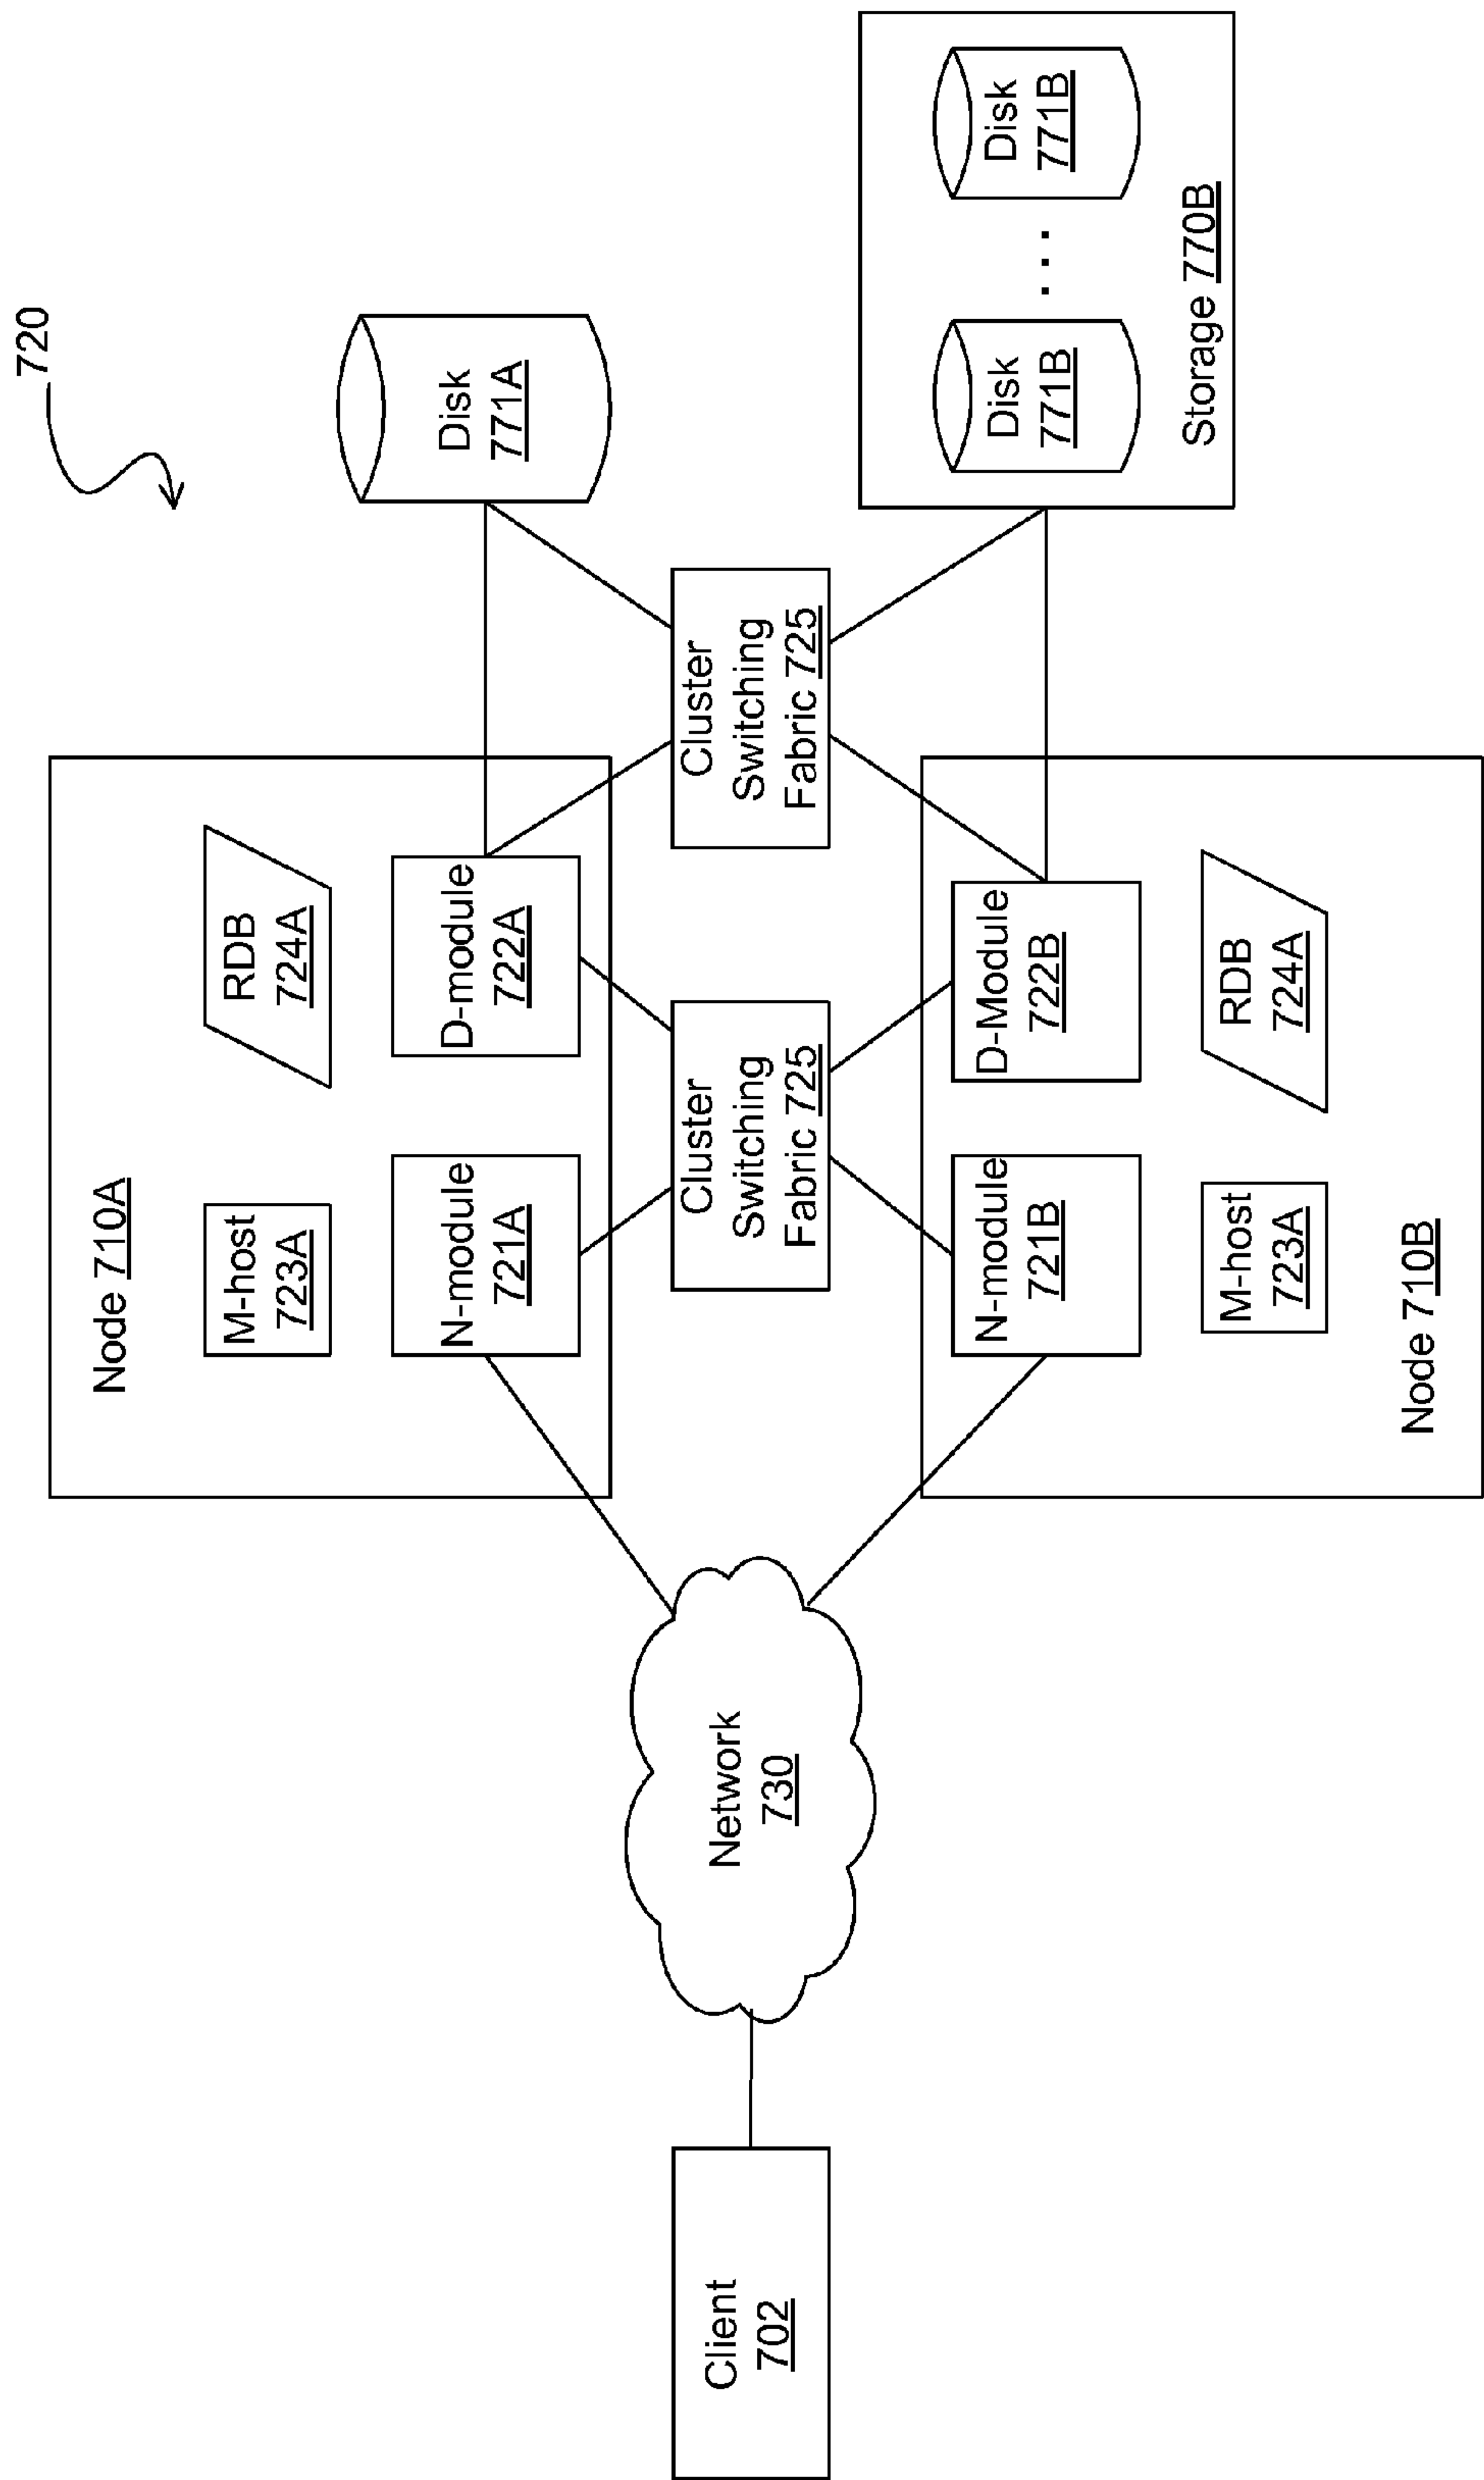 720
Node 710A
M-host
723A
RDB
724A
N-module
721A
D-module
722A
Disk
771A
Client
702
Network
730
Cluster
Switching
Fabric 725
Cluster
Switching
Fabric 725
N-module
721B
D-Module
722B
M-host
723A
RDB
724A
Node 710B
Disk
771B
. . .
Disk
771B
Storage 770B